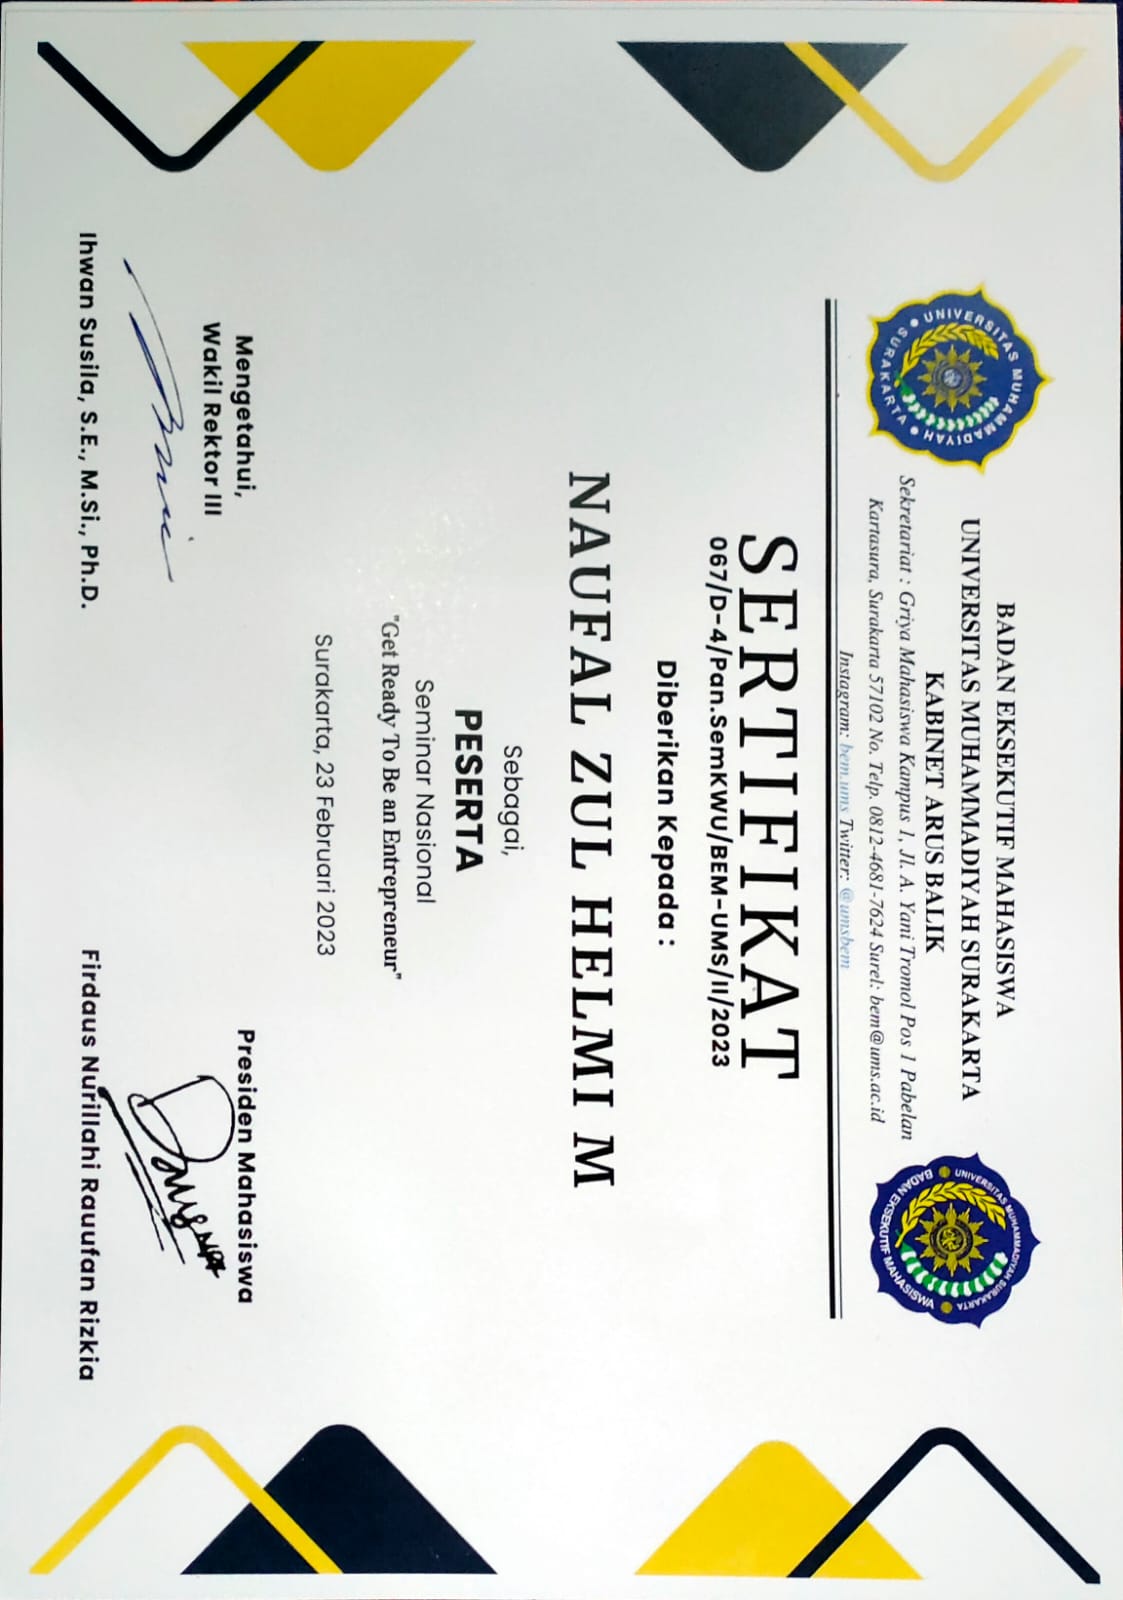 BADAN EKSEKUTIF MAHASISWA
UNIVERSITAS MUHAMMADIYAH SURAKARTA
KABINET ARUS BALIK
Sekretariat : Griya Mahasiswa Kampus 1, Jl. A. Yani Tromol Pos 1 Pabelan
Kartasura, Surakarta 57102 No. Telp. 0812-4681-7624 Surel: bem@ums.ac.id
Instagram: bem.ums Twitter: @umsbem
UNIVERSITAS MUHAMMADIYAH
SURAKARTA
UNIVERSITAS MUHAMMADIYAH SURAKARTA
BADAN EKSEKUTIF MAHASISWA
SERTIFIKAT
067/D-4/Pan.SemKWU/BEM-UMS/II/2023
Diberikan Kepada :
NAUFAL ZUL HELMI M
Sebagai,
PESERTA
Seminar Nasional
"Get Ready To Be an Entrepreneur"
Surakarta, 23 Februari 2023
Mengetahui,
Wakil Rektor III
Ihwan Susila, S.E., M.Si., Ph.D.
Presiden Mahasiswa
Firdaus Nurillahi Rauufan Rizkia